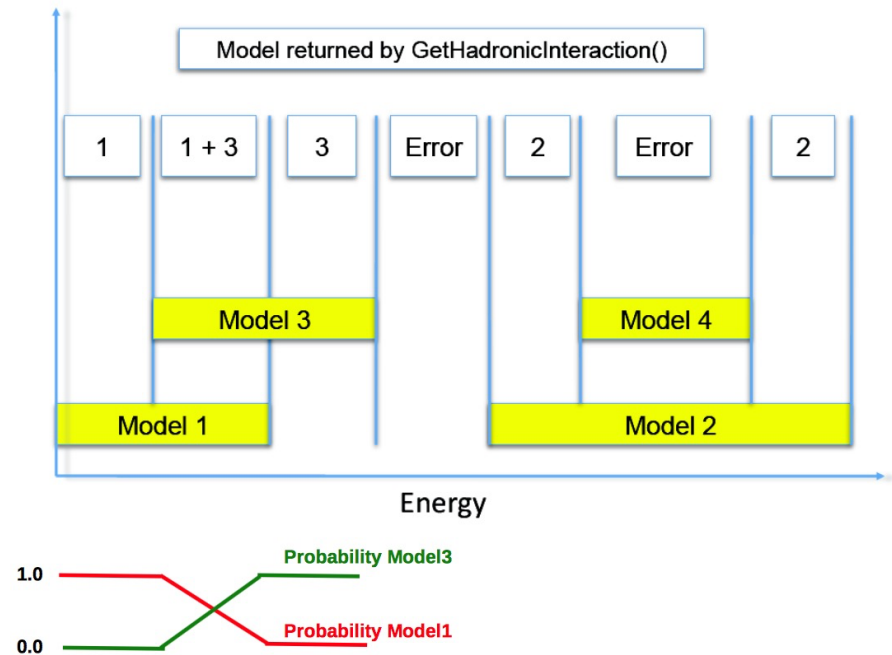 Model returned by GetHadronicInteraction()
1
1 + 3
3
Error
2
Error
2
Model 3
Model 4
Model 1
Model 2
Energy
Probability Model3
1.0
Probability Model1
0.0